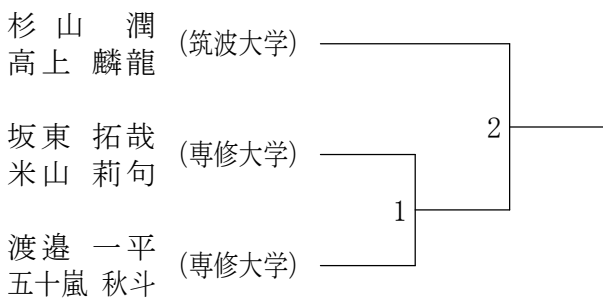 杉山 潤
高上 麟龍
(筑波大学)
2
坂東 拓哉
米山 莉句
(専修大学)
1
渡邉 一平
五十嵐 秋斗
(専修大学)